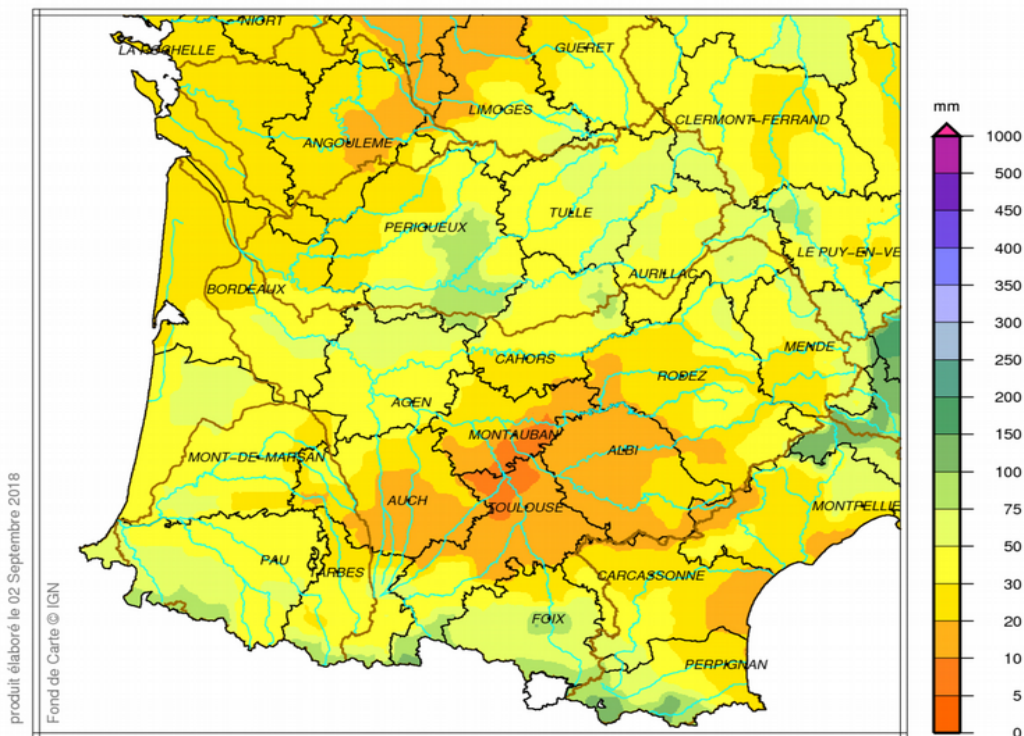 NIORT
LA ROCHELLE
GUERET
LIMOGES
CLERMONT-FERRAND
ANGOULEME
TULLE
PERIGUEUX
LE PUY-EN-VE
AURILLAC
BORDEAUX
MENDE
CAHORS
RODEZ
AGEN
MONTAUBAN
ALBI
MONT-DE-MARSAN
AUCH
TOULOUSE
MONTPELLIE
PAU
TARBES
CARCASSONNE
FOIX
PERPIGNAN
mm
1000
500
450
400
350
300
250
200
150
100
75
50
30
20
10
5
0
produit élaboré le 02 Septembre 2018
Fond de Carte © IGN